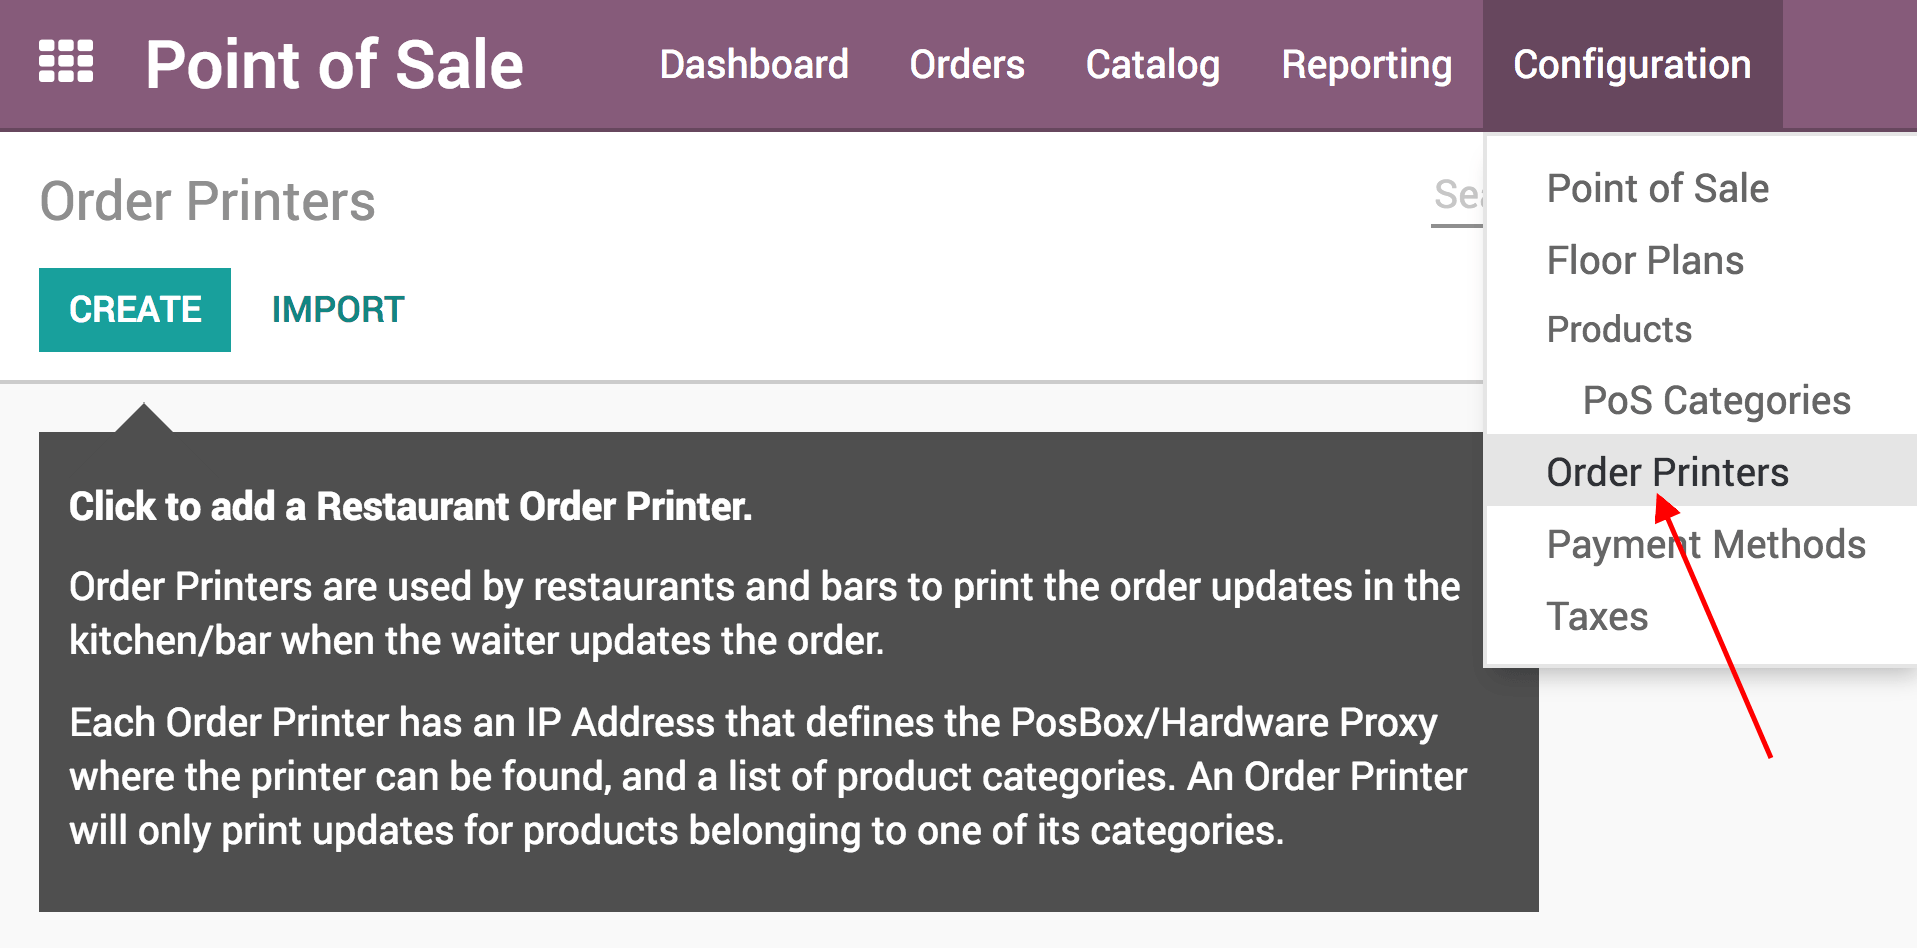 Point of Sale
Dashboard
Orders
Catalog
Reporting
Configuration
Order Printers
CREATE
IMPORT
Point of Sale
Floor Plans
Products
PoS Categories
Order Printers
Payment Methods
Taxes
Click to add a Restaurant Order Printer.
Order Printers are used by restaurants and bars to print the order updates in the
kitchen/bar when the waiter updates the order.
Each Order Printer has an IP Address that defines the PosBox/Hardware Proxy
where the printer can be found, and a list of product categories. An Order Printer
will only print updates for products belonging to one of its categories.